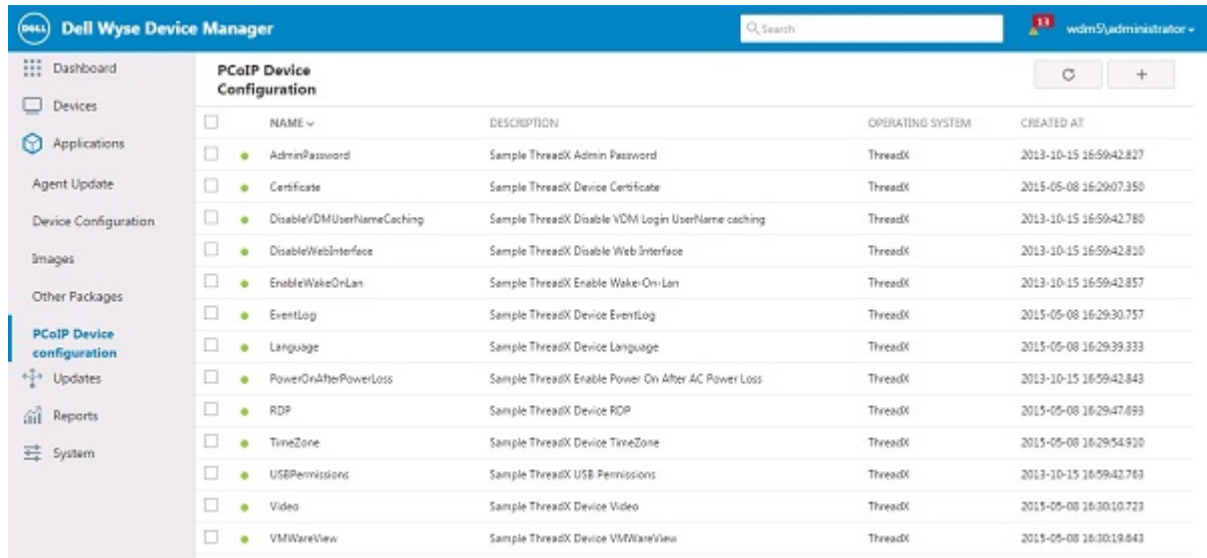 DELL Dell Wyse Device Manager Search 13 wdm5\administrator
Dashboard
Devices
Applications
Agent Update
Device Configuration
Images
Other Packages
PCoIP Device
configuration
Updates
Reports
System
PCoIP Device
Configuration
NAME DESCRIPTION OPERATING SYSTEM CREATED AT
AdminPassword Sample ThreadX Admin Password ThreadX 2013-10-15 16:59:42.827
Certificate Sample ThreadX Device Certificate ThreadX 2015-05-08 16:29:07.350
DisableVDMUserNameCaching Sample ThreadX Disable VDM Login UserName caching ThreadX 2013-10-15 16:59:42.780
DisableWebInterface Sample ThreadX Disable Web Interface ThreadX 2013-10-15 16:59:42.810
EnableWakeOnLan Sample ThreadX Enable Wake-On-Lan ThreadX 2013-10-15 16:59:42.857
EventLog Sample ThreadX Device EventLog ThreadX 2015-05-08 16:29:30.757
Language Sample ThreadX Device Language ThreadX 2015-05-08 16:29:39.333
PowerOnAfterPowerLoss Sample ThreadX Enable Power On After AC Power Loss ThreadX 2013-10-15 16:59:42.843
RDP Sample ThreadX Device RDP ThreadX 2015-05-08 16:29:47.693
TimeZone Sample ThreadX Device TimeZone ThreadX 2015-05-08 16:29:54.910
USBPermissions Sample ThreadX USB Permissions ThreadX 2013-10-15 16:59:42.763
Video Sample ThreadX Device Video ThreadX 2015-05-08 16:30:10.723
VMWareView Sample ThreadX Device VMWareView ThreadX 2015-05-08 16:30:19.643